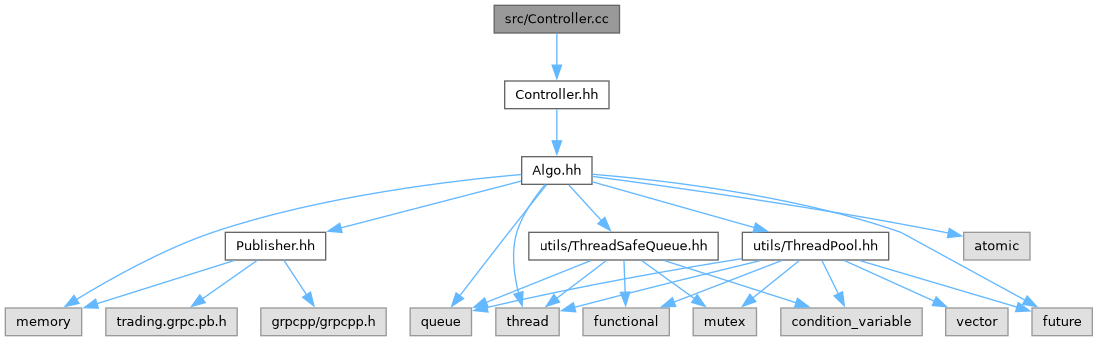 src/Controller.cc
Controller.hh
Algo.hh
Publisher.hh
utils/ThreadSafeQueue.hh
utils/ThreadPool.hh
atomic
memory
trading.grpc.pb.h
grpcpp/grpcpp.h
queue
thread
functional
mutex
condition_variable
vector
future